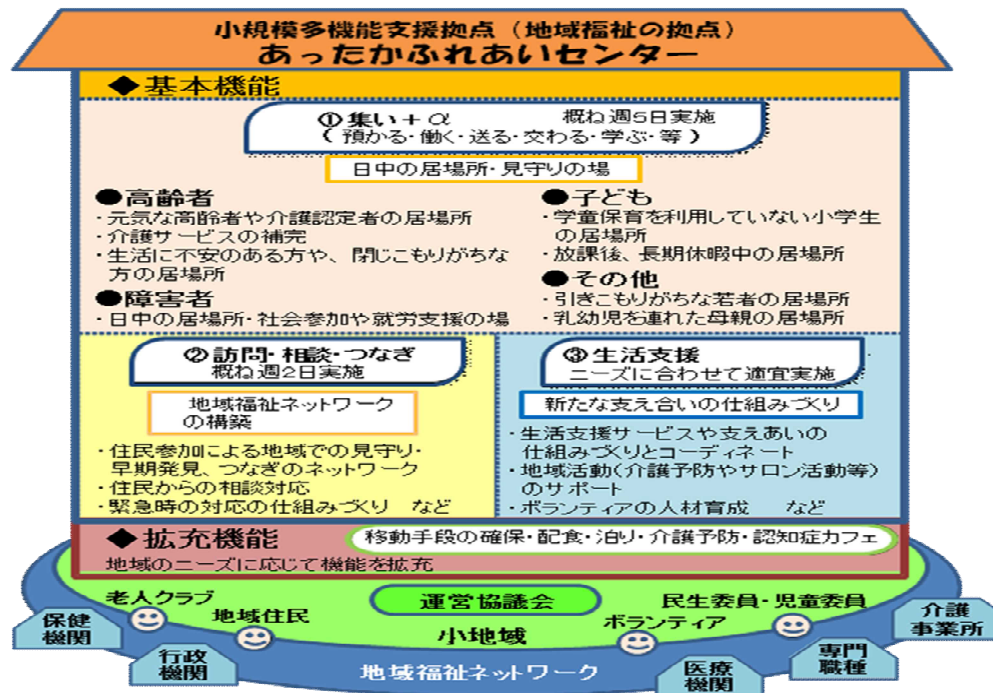 小規模多機能支援拠点（地域福祉の拠点）
あったかふれあいセンター
◆基本機能
①集い＋α　概ね週5日実施
（預かる・働く・送る・交わる・学ぶ・等）
日中の居場所・見守りの場
●高齢者
・元気な高齢者や介護認定者の居場所
・介護サービスの補完
・生活に不安のある方や、閉じこもりがちな
方の居場所
●障害者
・日中の居場所・社会参加や就労支援の場
●子ども
・学童保育を利用していない小学生
の居場所
・放課後、長期休暇中の居場所
●その他
・引きこもりがちな若者の居場所
・乳幼児を連れた母親の居場所
②訪問・相談・つなぎ
概ね週2日実施
地域福祉ネットワーク
の構築
・住民参加による地域での見守り・
早期発見、つなぎのネットワーク
・住民からの相談対応
・緊急時の対応の仕組みづくり　など
③生活支援
ニーズに合わせて適宜実施
新たな支え合いの仕組みづくり
・生活支援サービスや支えあいの
仕組みづくりとコーディネート
・地域活動（介護予防やサロン活動等）
のサポート
・ボランティアの人材育成　など
◆拡充機能
移動手段の確保・配食・泊り・介護予防・認知症カフェ
地域のニーズに応じて機能を拡充
老人クラブ
地域住民
運営協議会
小地域
民生委員・児童委員
ボランティア
保健
機関
行政
機関
地域福祉ネットワーク
医療
機関
専門
職種
介護
事業所